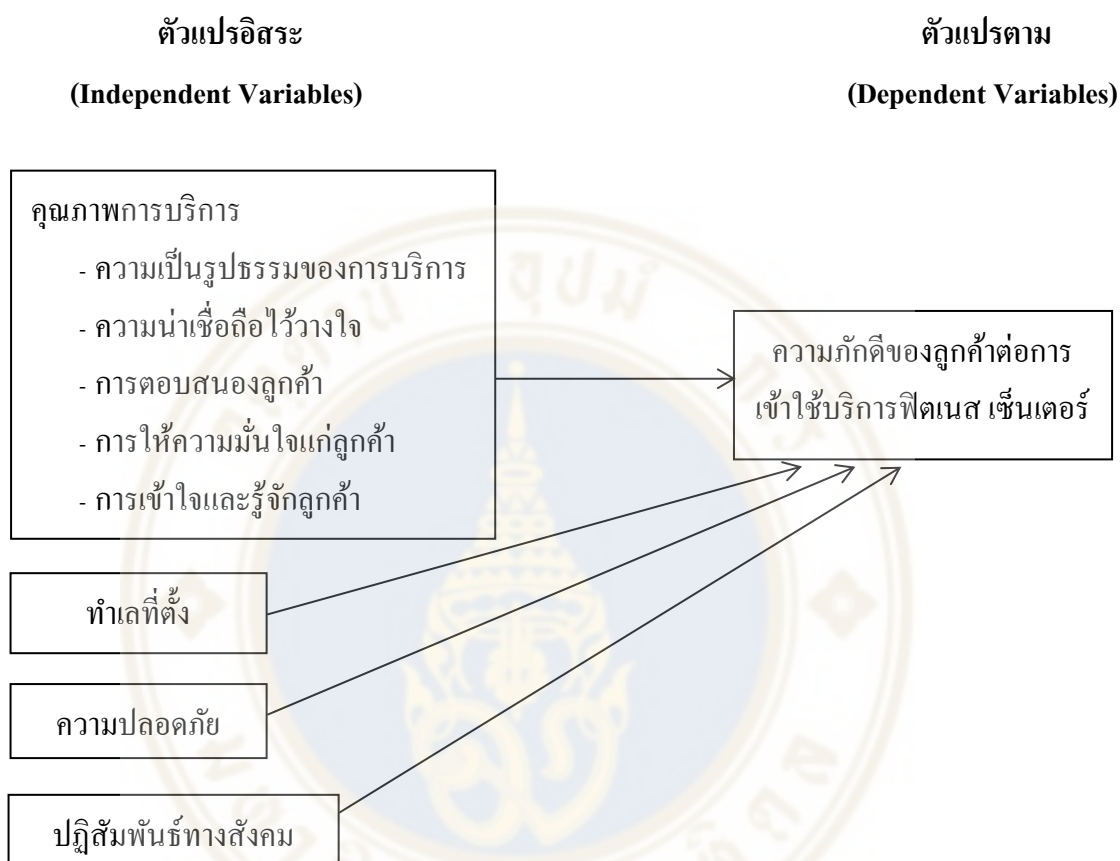 ตัวแปรอิสระ
(Independent Variables)
ตัวแปรตาม
(Dependent Variables)
คุณภาพการบริการ
- ความเป็นรูปธรรมของการบริการ
- ความน่าเชื่อถือไว้วางใจ
- การตอบสนองลูกค้า
- การให้ความมั่นใจแก่ลูกค้า
- การเข้าใจและรู้จักลูกค้า
ทำเลที่ตั้ง
ความปลอดภัย
ปฏิสัมพันธ์ทางสังคม
ความภักดีของลูกค้าต่อการ
เข้าใช้บริการฟิตเนส เซ็นเตอร์